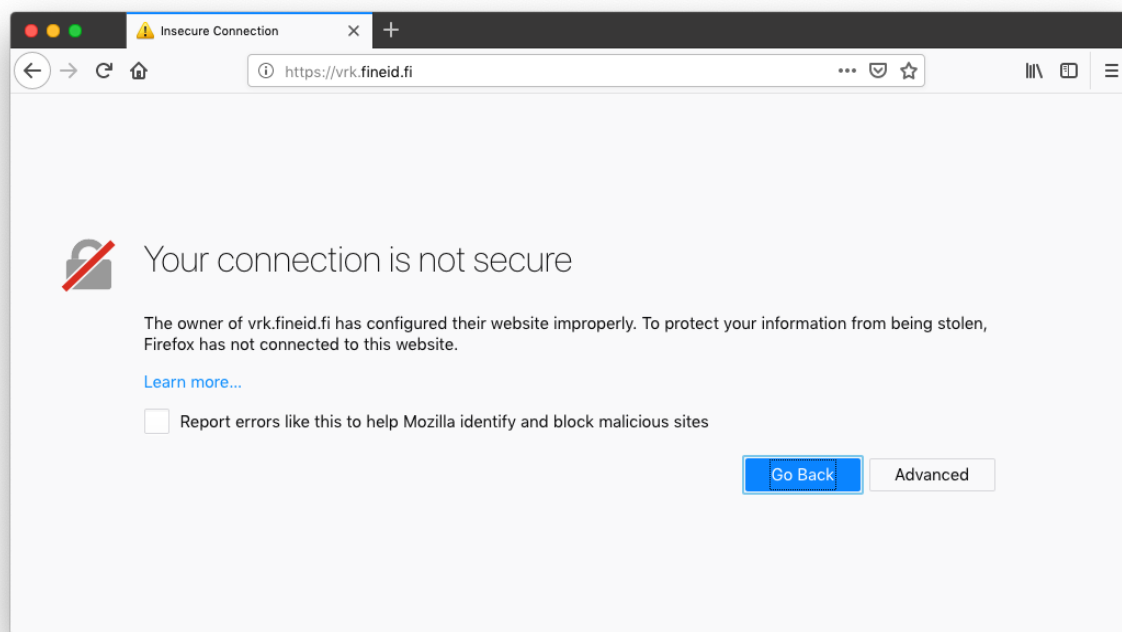 Insecure Connection
https://vrk.fineid.fi
Your connection is not secure
The owner of vrk.fineid.fi has configured their website improperly. To protect your information from being stolen,
Firefox has not connected to this website.
Learn more...
Report errors like this to help Mozilla identify and block malicious sites
Go Back
Advanced